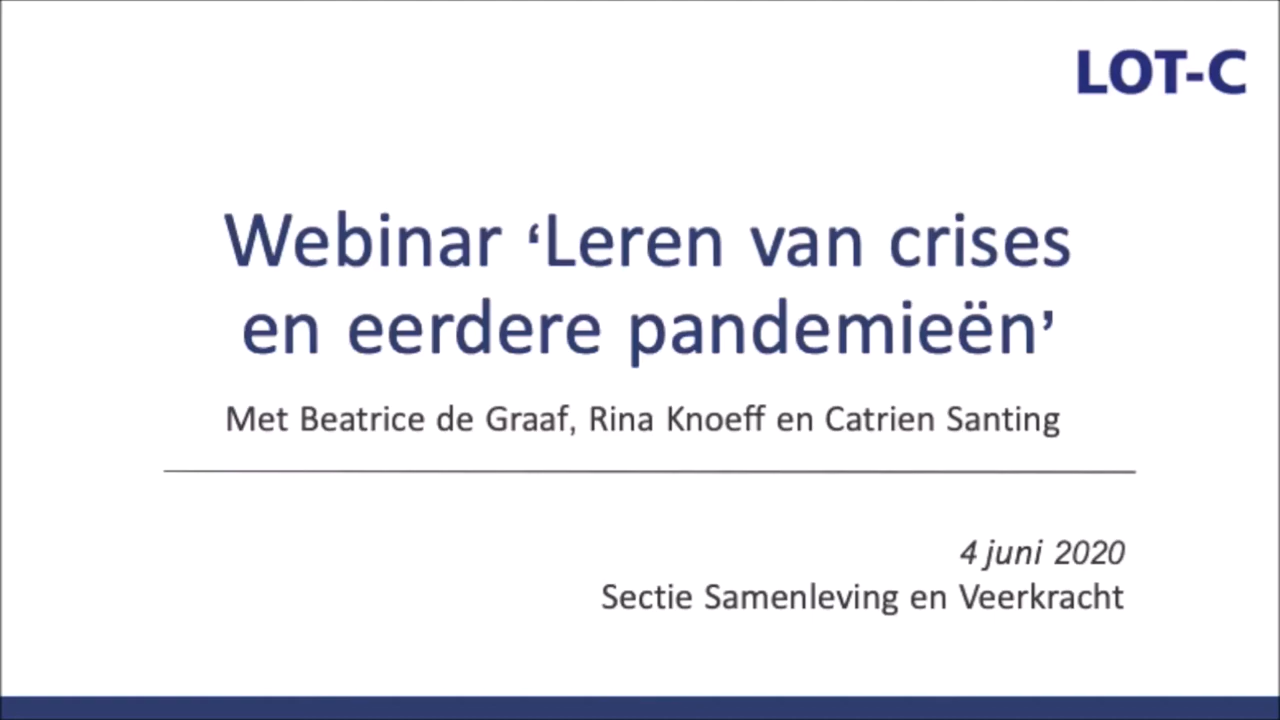 LOT-C
Webinar ‘Leren van crises
en eerdere pandemieën’
Met Beatrice de Graaf, Rina Knoeff en Catrien Santing
4 juni 2020
Sectie Samenleving en Veerkracht